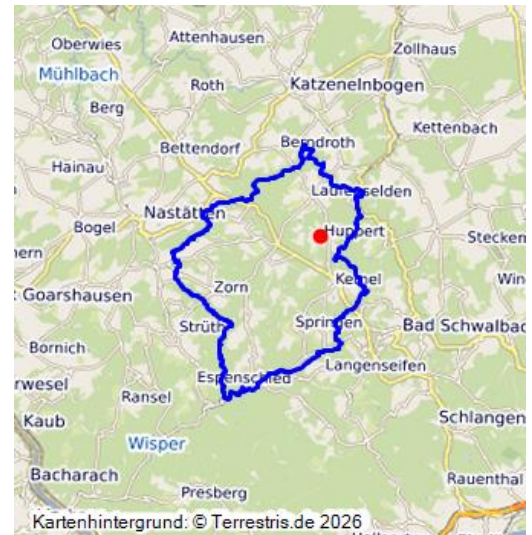 Attenhausen
Oberwies
Zollhaus
Mühlbach
Roth
Katzenelnbogen
Berg
Kettenbach
Berndroth
Bettendorf
Hainau
Laufenselden
Nastätten
Bogel
Huppert
Kemel
Zorn
Goarshausen
Strüth
Springen
Bad Schwalbach
Bornich
Langenseifen
Espenschied
Ransel
Kaub
Schlangen
Wisper
Bacharach
Rauenthal
Presberg
Kartenhintergrund: © Terrestris.de 2026